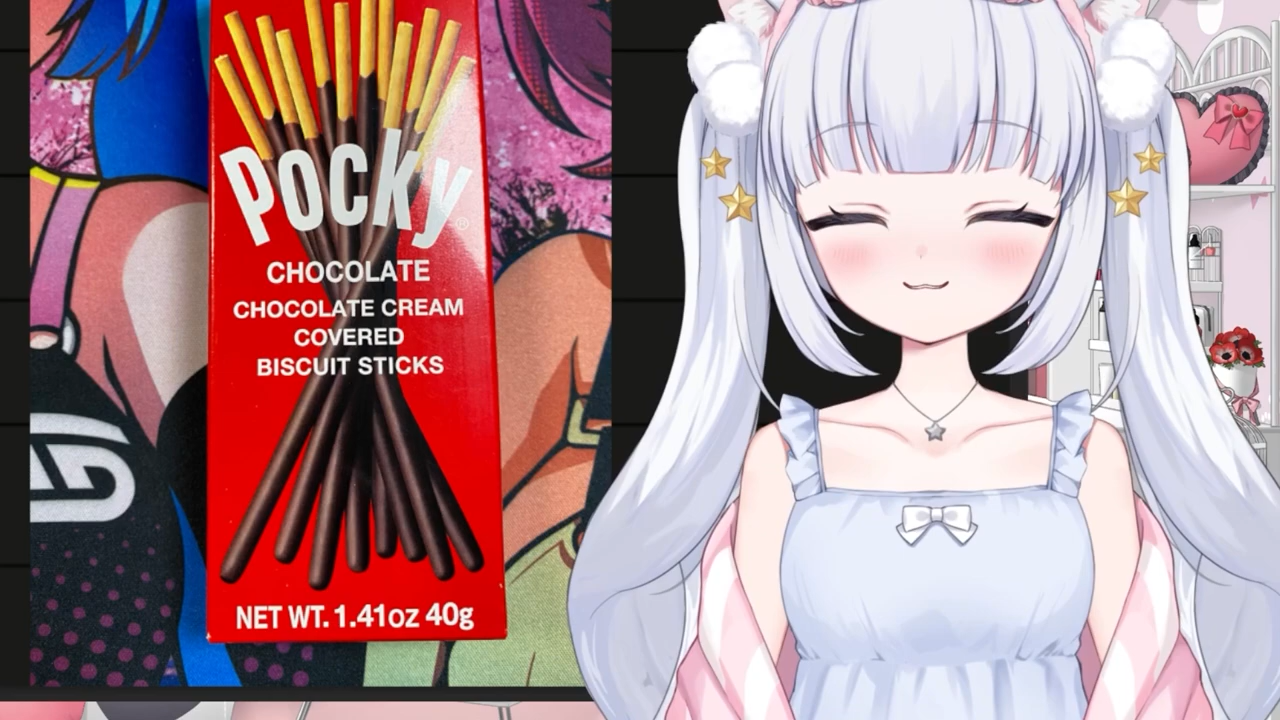 Pocky®
CHOCOLATE
CHOCOLATE CREAM
COVERED
BISCUIT STICKS
NET WT. 1.41oz 40g